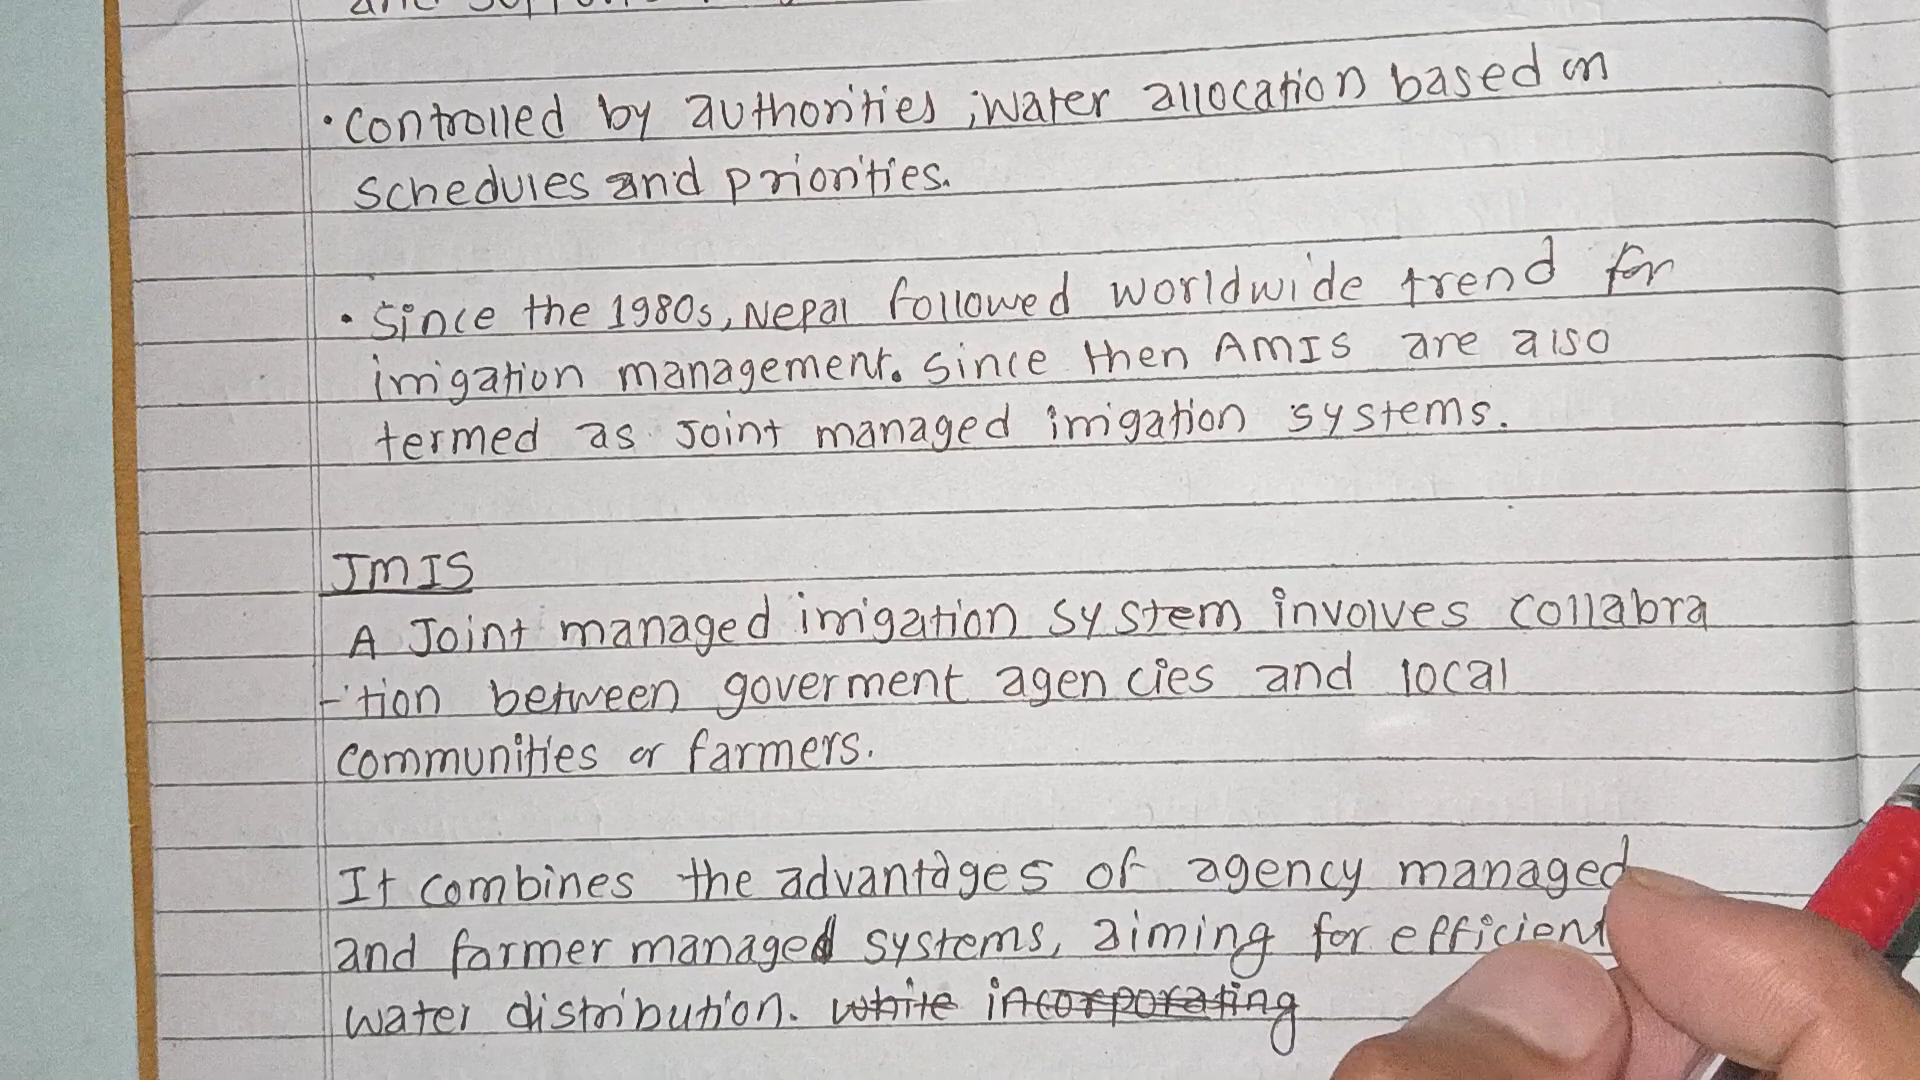 • controlled by authorities, water allocation based on
schedules and priorities.
• since the 1980s, Nepal followed worldwide trend for
irrigation management. since then AMIS are also
termed as Joint managed irrigation systems.
JMIS
A Joint managed irrigation system involves collabra
-tion between goverment agencies and local
communities or farmers.
It combines the advantages of agency managed
and farmer managed systems, aiming for efficient
water distribution. while incorporating